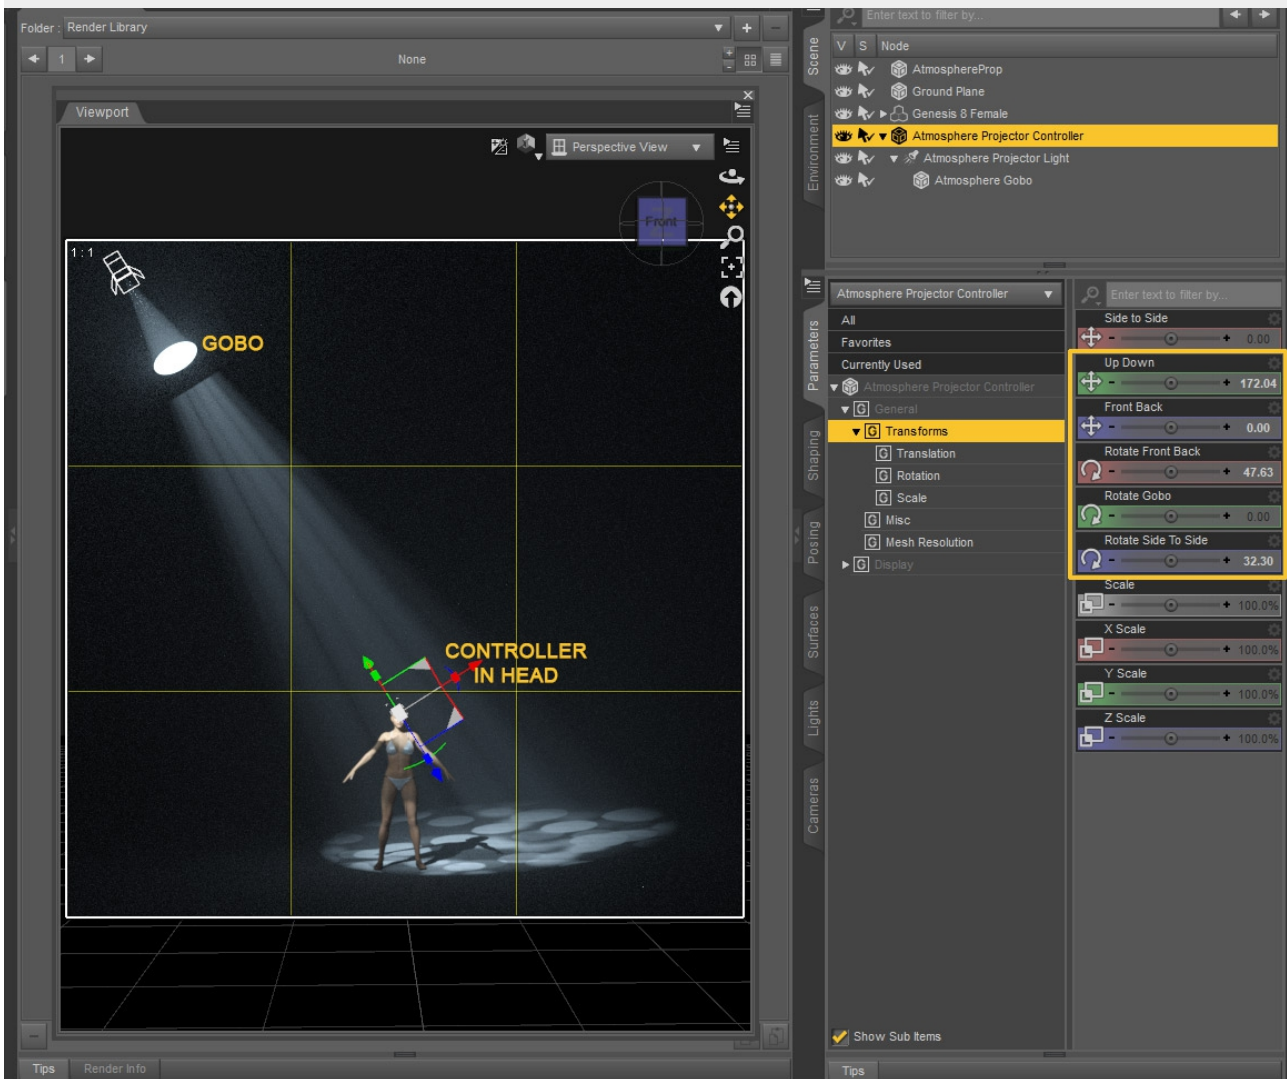 Folder : Render Library
1
None
Viewport
Perspective View
Front
1 : 1
GOBO
CONTROLLER
IN HEAD
Tips
Render Info
Scene
Environment
Enter text to filter by...
V S Node
AtmosphereProp
Ground Plane
Genesis 8 Female
Atmosphere Projector Controller
Atmosphere Projector Light
Atmosphere Gobo
Parameters
Shaping
Posing
Surfaces
Lights
Cameras
Atmosphere Projector Controller
All
Favorites
Currently Used
Atmosphere Projector Controller
G General
G Transforms
G Translation
G Rotation
G Scale
G Misc
G Mesh Resolution
G Display
Show Sub Items
Enter text to filter by...
Side to Side
- + 0.00
Up Down
- + 172.04
Front Back
- + 0.00
Rotate Front Back
- + 47.63
Rotate Gobo
- + 0.00
Rotate Side To Side
- + 32.30
Scale
- + 100.0%
X Scale
- + 100.0%
Y Scale
- + 100.0%
Z Scale
- + 100.0%
Tips